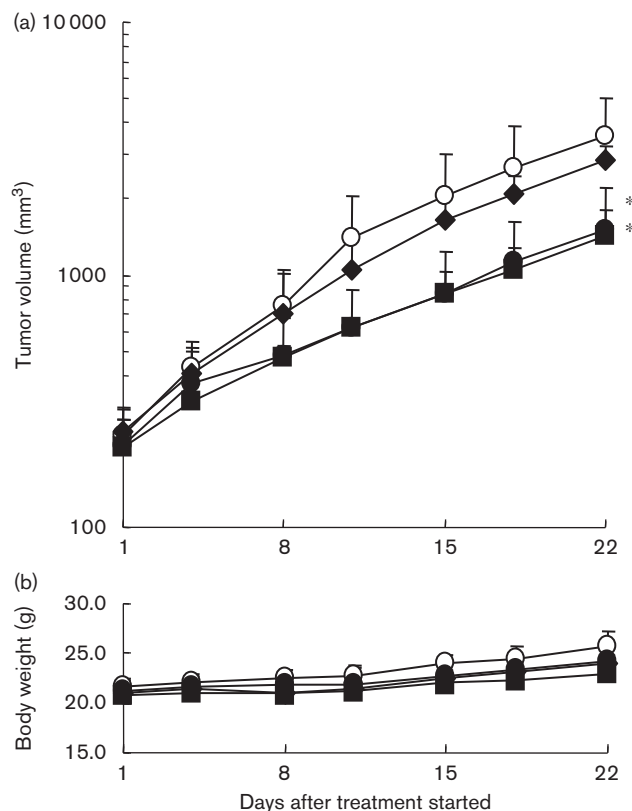 (a)
10 000
1000
100
Tumor volume (mm³)
*
*
1 8 15 22
(b)
30.0
25.0
20.0
15.0
Body weight (g)
1 8 15 22
Days after treatment started